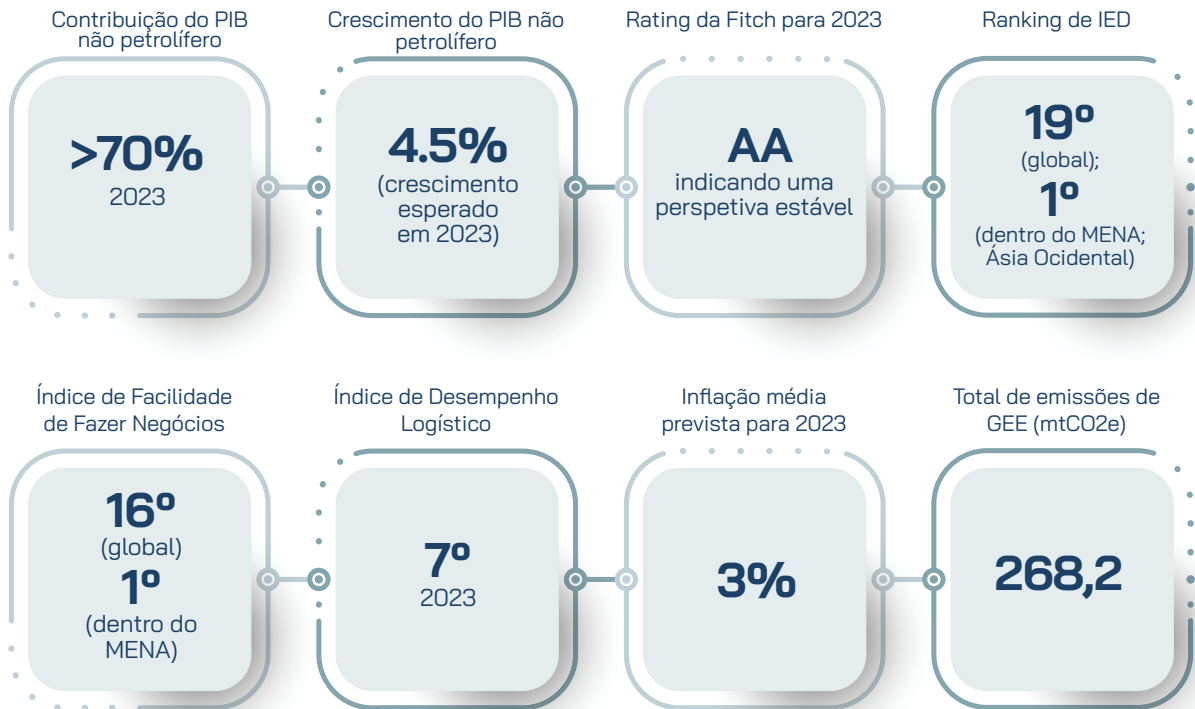 Contribuição do PIB
não petrolífero
>70%
2023
Crescimento do PIB não
petrolífero
4.5%
(crescimento
esperado
em 2023)
Rating da Fitch para 2023
AA
indicando uma
perspetiva estável
Ranking de IED
19º
(global);
1º
(dentro do MENA;
Ásia Ocidental)
Índice de Facilidade
de Fazer Negócios
16º
(global)
1º
(dentro do
MENA)
Índice de Desempenho
Logístico
7º
2023
Inflação média
prevista para 2023
3%
Total de emissões de
GEE (mtCO2e)
268,2